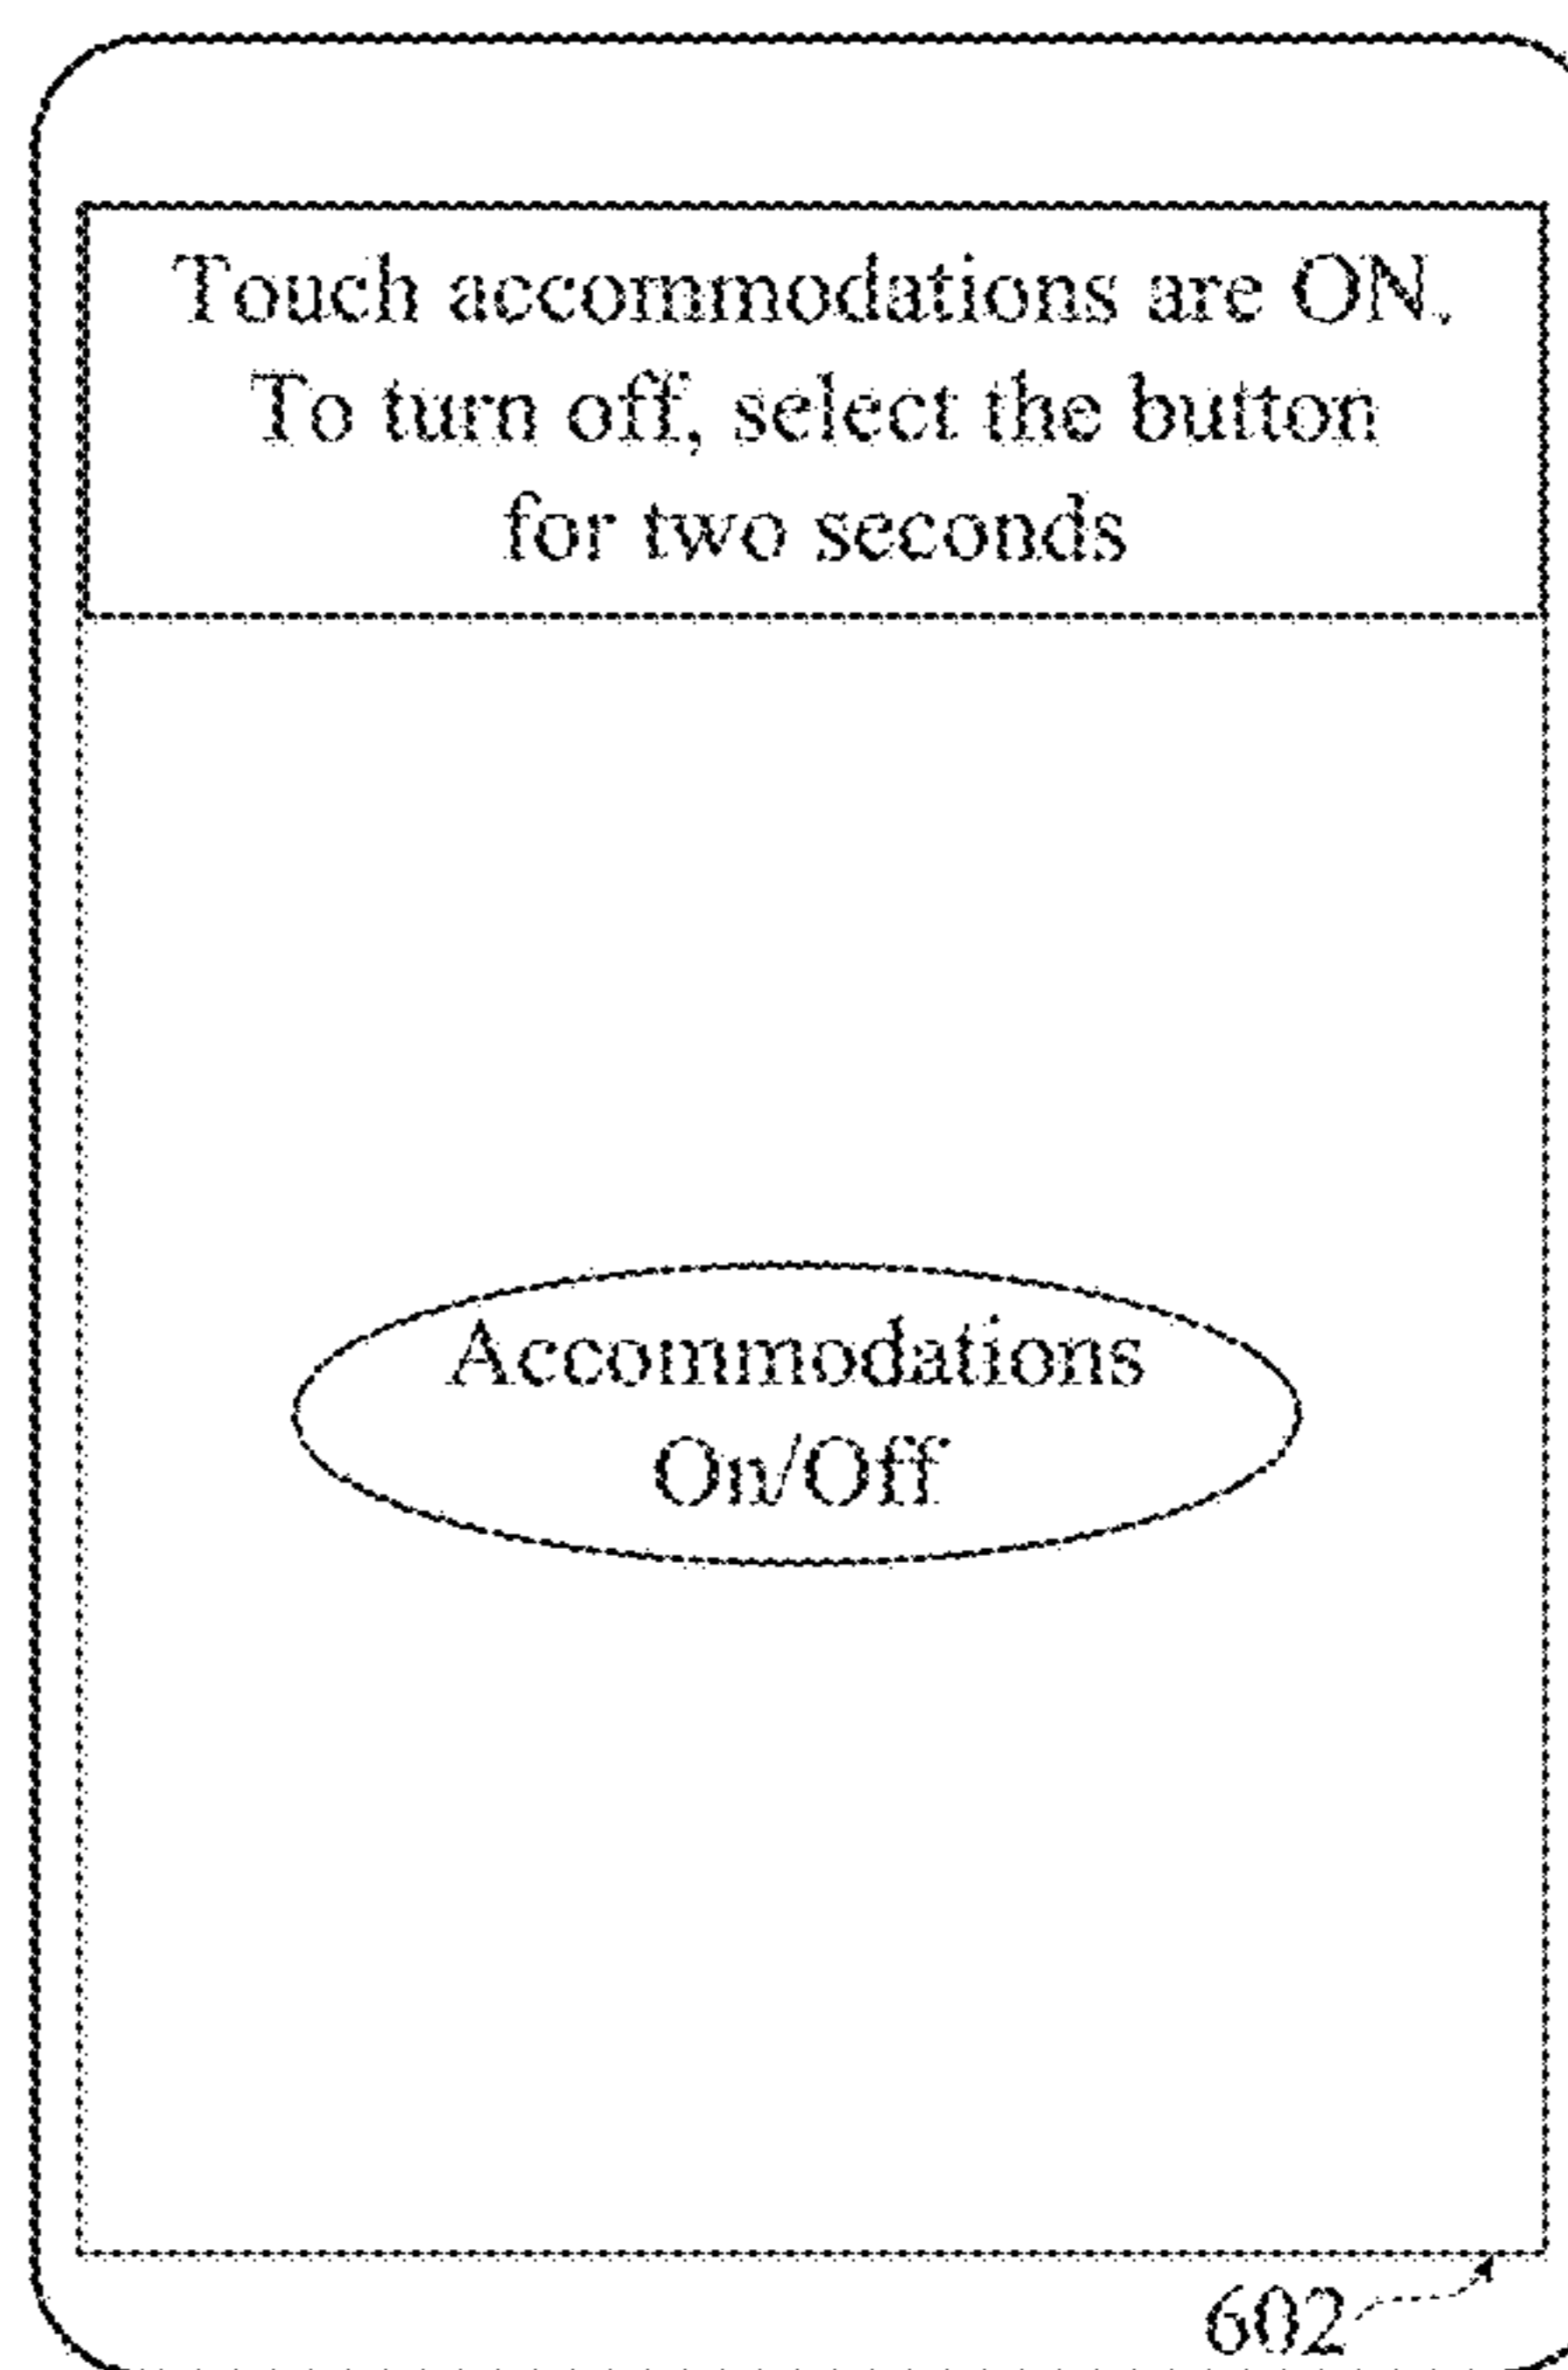 Touch accommodations are ON.
To turn off, select the button
for two seconds
Accommodations
On/Off
602